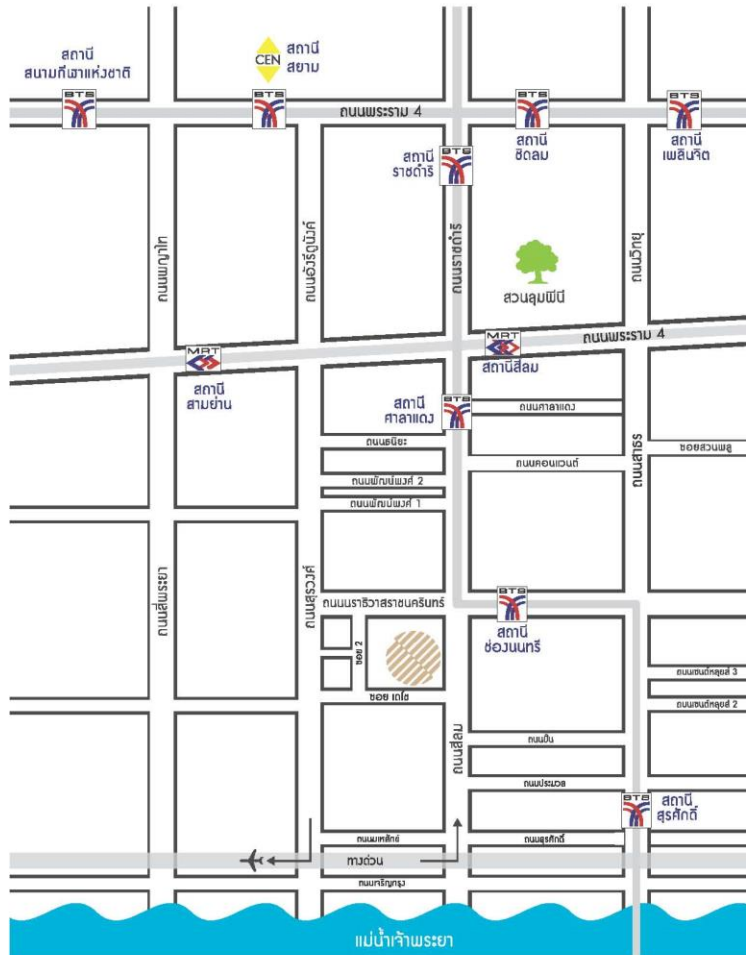 สถานี
สนามกีฬาแห่งชาติ
CEN
สถานี
สยาม
BTS
BTS
BTS
BTS
ถนนพระราม 4
สถานี
ราชดำริ
BTS
สถานี
ชิดลม
สถานี
เพลินจิต
ถนนพญาไท
ถนนอังรีดูนังต์
ถนนราชดำริ
สวนลุมพินี
ถนนวิทยุ
MRT
MRT
ถนนพระราม 4
สถานี
สามย่าน
สถานีสีลม
สถานี
ศาลาแดง
BTS
ถนนศาลาแดง
ถนนธนิยะ
ถนนคอนแวนต์
ถนนสาธร
ซอยสวนพลู
ถนนพัฒน์พงศ์ 2
ถนนพัฒน์พงศ์ 1
ถนนสี่พระยา
ถนนสุรวงศ์
ถนนนราธิวาสราชนครินทร์
BTS
สถานี
ช่องนนทรี
ซอย 2
ซอย เดโช
ถนนเซนต์หลุยส์ 3
ถนนเซนต์หลุยส์ 2
ถนนสีลม
ถนนปั้น
ถนนประมวล
BTS
สถานี
สุรศักดิ์
ถนนมเหสักข์
ถนนสุรศักดิ์
ทางด่วน
ถนนเจริญกรุง
แม่น้ำเจ้าพระยา